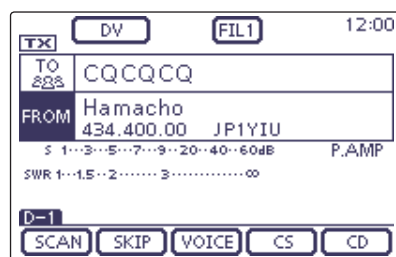 DV FIL1 12:00
TX
TO CQCQCQ
FROM Hamacho
434.400.00 JP1YIU
S 1···3···5···7···9··20··40··60dB P.AMP
SWR 1···1.5··2······· 3·············∞
D-1
SCAN SKIP VOICE CS CD